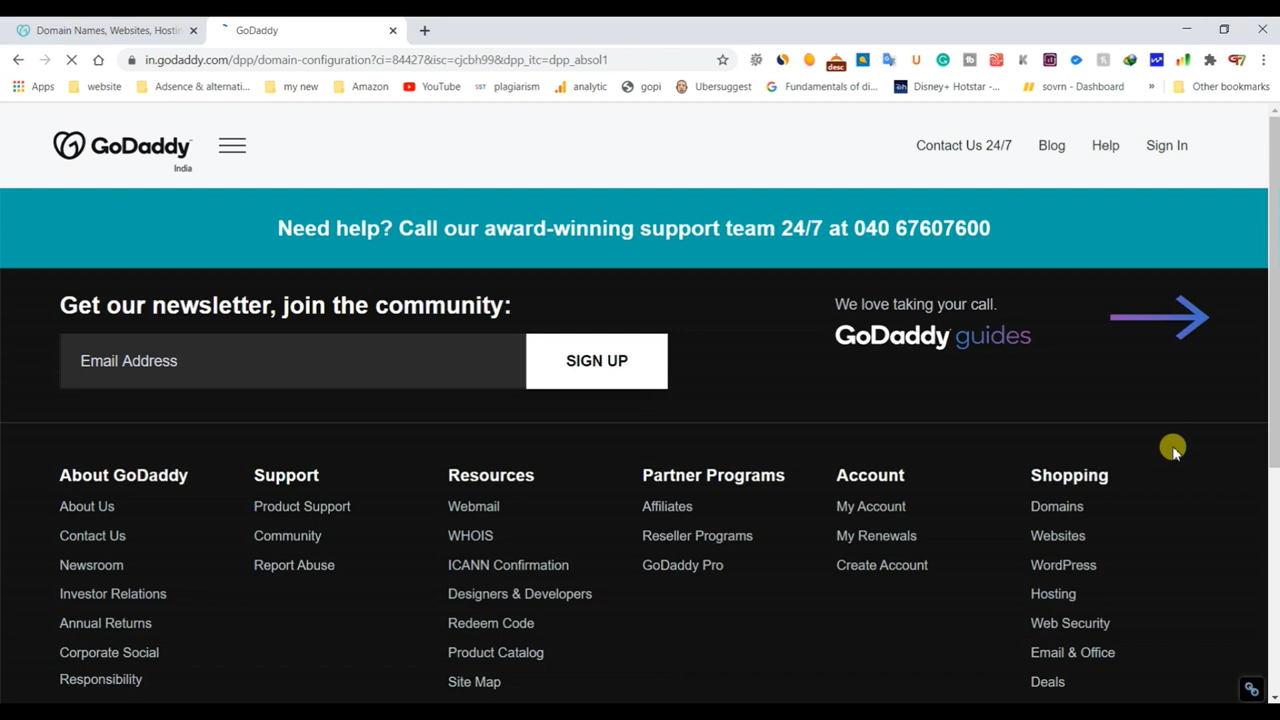 Domain Names, Websites, Hostin
GoDaddy
in.godaddy.com/dpp/domain-configuration?ci=84427&isc=cjcbh99&dpp_itc=dpp_absol1
desc
Apps
website
Adsence & alternati...
my new
Amazon
YouTube
plagiarism
analytic
gopi
Ubersuggest
Fundamentals of di...
Disney+ Hotstar -...
sovrn - Dashboard
»
Other bookmarks
GoDaddy
India
Contact Us 24/7
Blog
Help
Sign In
Need help? Call our award-winning support team 24/7 at 040 67607600
Get our newsletter, join the community:
Email Address
SIGN UP
We love taking your call.
GoDaddy guides
About GoDaddy
About Us
Contact Us
Newsroom
Investor Relations
Annual Returns
Corporate Social
Responsibility
Support
Product Support
Community
Report Abuse
Resources
Webmail
WHOIS
ICANN Confirmation
Designers & Developers
Redeem Code
Product Catalog
Site Map
Partner Programs
Affiliates
Reseller Programs
GoDaddy Pro
Account
My Account
My Renewals
Create Account
Shopping
Domains
Websites
WordPress
Hosting
Web Security
Email & Office
Deals